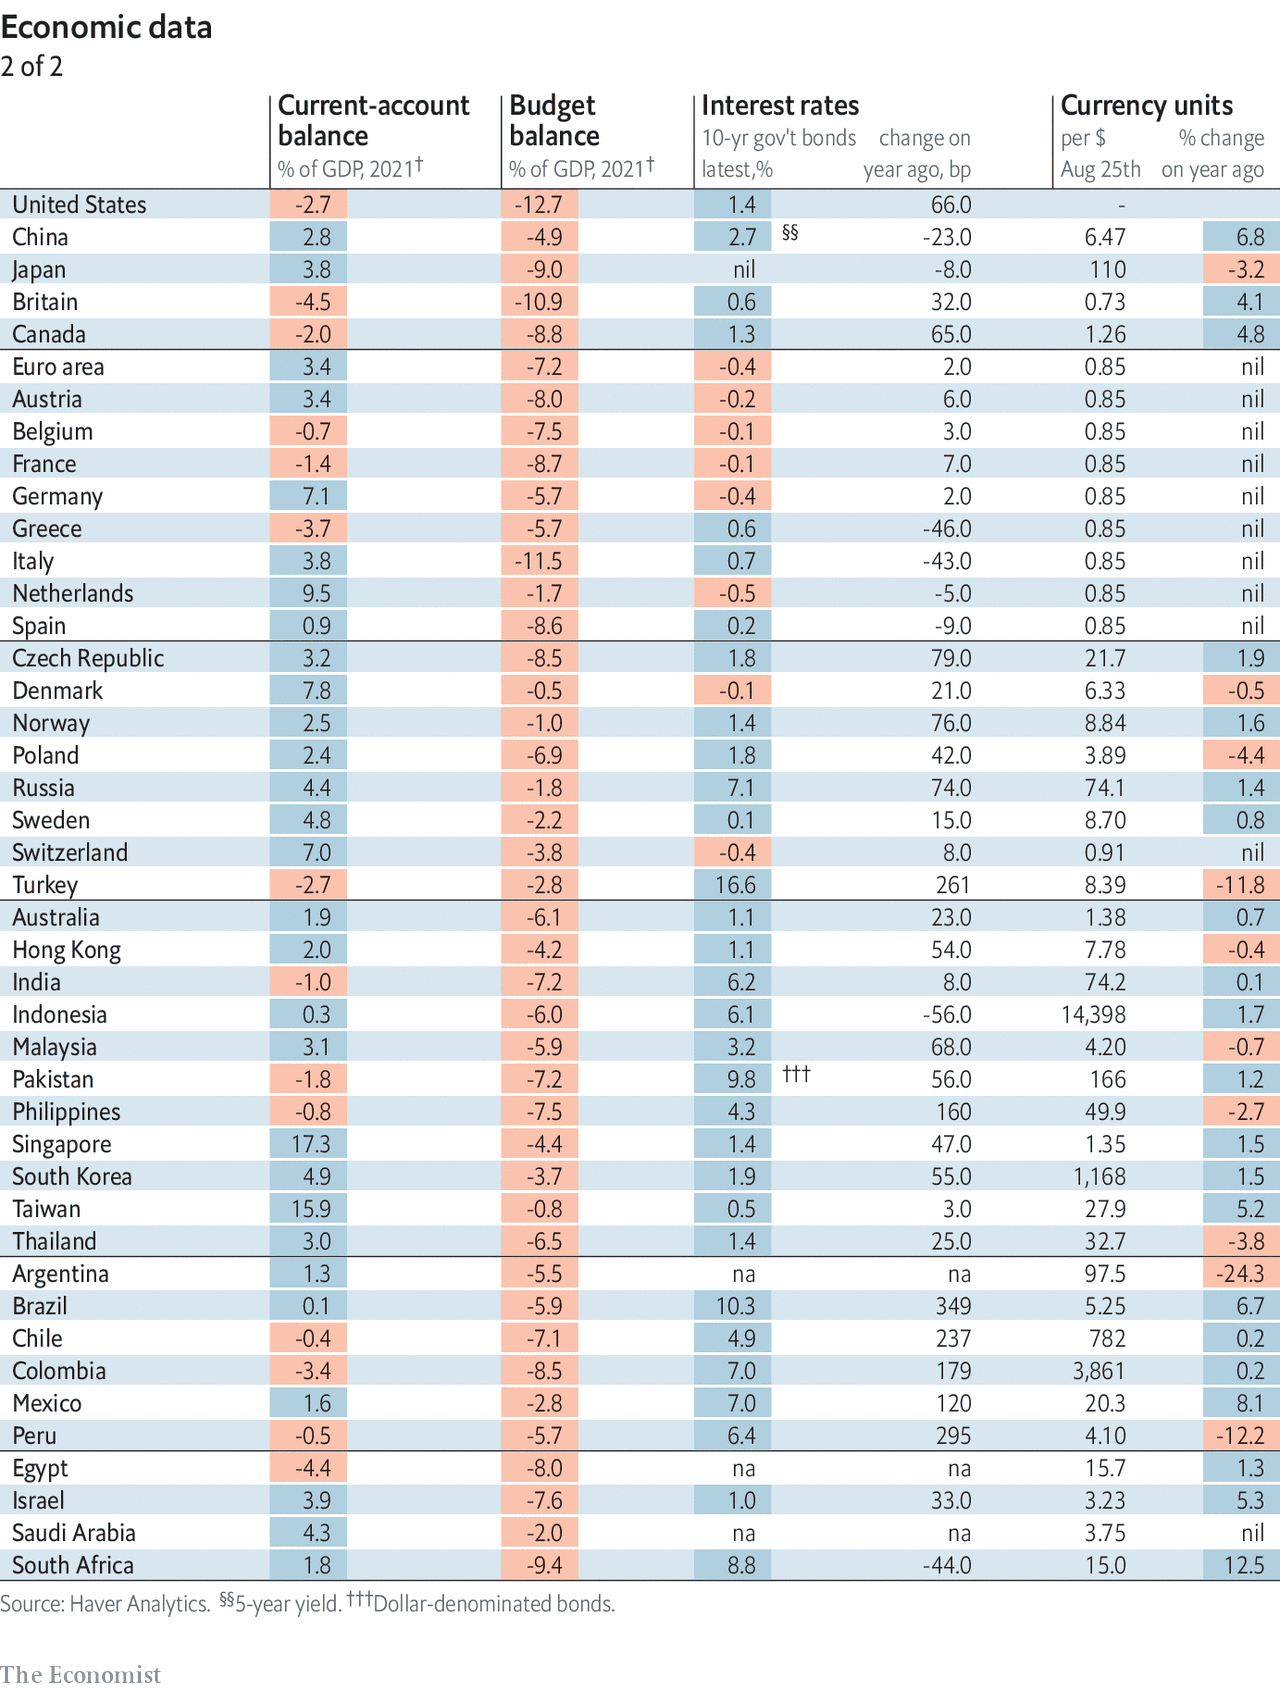 Economic data
2 of 2
Current-account balance % of GDP, 2021†
Budget balance % of GDP, 2021†
Interest rates
10-yr gov't bonds latest,%
change on year ago, bp
Currency units
per $ Aug 25th
% change on year ago
United States -2.7 -12.7 1.4 66.0 -
China 2.8 -4.9 2.7 §§ -23.0 6.47 6.8
Japan 3.8 -9.0 nil -8.0 110 -3.2
Britain -4.5 -10.9 0.6 32.0 0.73 4.1
Canada -2.0 -8.8 1.3 65.0 1.26 4.8
Euro area 3.4 -7.2 -0.4 2.0 0.85 nil
Austria 3.4 -8.0 -0.2 6.0 0.85 nil
Belgium -0.7 -7.5 -0.1 3.0 0.85 nil
France -1.4 -8.7 -0.1 7.0 0.85 nil
Germany 7.1 -5.7 -0.4 2.0 0.85 nil
Greece -3.7 -5.7 0.6 -46.0 0.85 nil
Italy 3.8 -11.5 0.7 -43.0 0.85 nil
Netherlands 9.5 -1.7 -0.5 -5.0 0.85 nil
Spain 0.9 -8.6 0.2 -9.0 0.85 nil
Czech Republic 3.2 -8.5 1.8 79.0 21.7 1.9
Denmark 7.8 -0.5 -0.1 21.0 6.33 -0.5
Norway 2.5 -1.0 1.4 76.0 8.84 1.6
Poland 2.4 -6.9 1.8 42.0 3.89 -4.4
Russia 4.4 -1.8 7.1 74.0 74.1 1.4
Sweden 4.8 -2.2 0.1 15.0 8.70 0.8
Switzerland 7.0 -3.8 -0.4 8.0 0.91 nil
Turkey -2.7 -2.8 16.6 261 8.39 -11.8
Australia 1.9 -6.1 1.1 23.0 1.38 0.7
Hong Kong 2.0 -4.2 1.1 54.0 7.78 -0.4
India -1.0 -7.2 6.2 8.0 74.2 0.1
Indonesia 0.3 -6.0 6.1 -56.0 14,398 1.7
Malaysia 3.1 -5.9 3.2 68.0 4.20 -0.7
Pakistan -1.8 -7.2 9.8 ††† 56.0 166 1.2
Philippines -0.8 -7.5 4.3 160 49.9 -2.7
Singapore 17.3 -4.4 1.4 47.0 1.35 1.5
South Korea 4.9 -3.7 1.9 55.0 1,168 1.5
Taiwan 15.9 -0.8 0.5 3.0 27.9 5.2
Thailand 3.0 -6.5 1.4 25.0 32.7 -3.8
Argentina 1.3 -5.5 na na 97.5 -24.3
Brazil 0.1 -5.9 10.3 349 5.25 6.7
Chile -0.4 -7.1 4.9 237 782 0.2
Colombia -3.4 -8.5 7.0 179 3,861 0.2
Mexico 1.6 -2.8 7.0 120 20.3 8.1
Peru -0.5 -5.7 6.4 295 4.10 -12.2
Egypt -4.4 -8.0 na na 15.7 1.3
Israel 3.9 -7.6 1.0 33.0 3.23 5.3
Saudi Arabia 4.3 -2.0 na na 3.75 nil
South Africa 1.8 -9.4 8.8 -44.0 15.0 12.5
Source: Haver Analytics. §§5-year yield. †††Dollar-denominated bonds.
The Economist